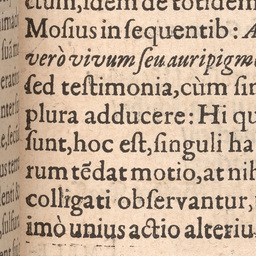 ctum, idem de totidem
Mosius in sequentib: A
verò vivum seu auripigm
sed testimonia, cùm sin
plura adducere: Hi qu
sunt, hoc est, singuli ha
rum tẽdat motio, at nih
colligati observantur,
imò unius actio alteriu